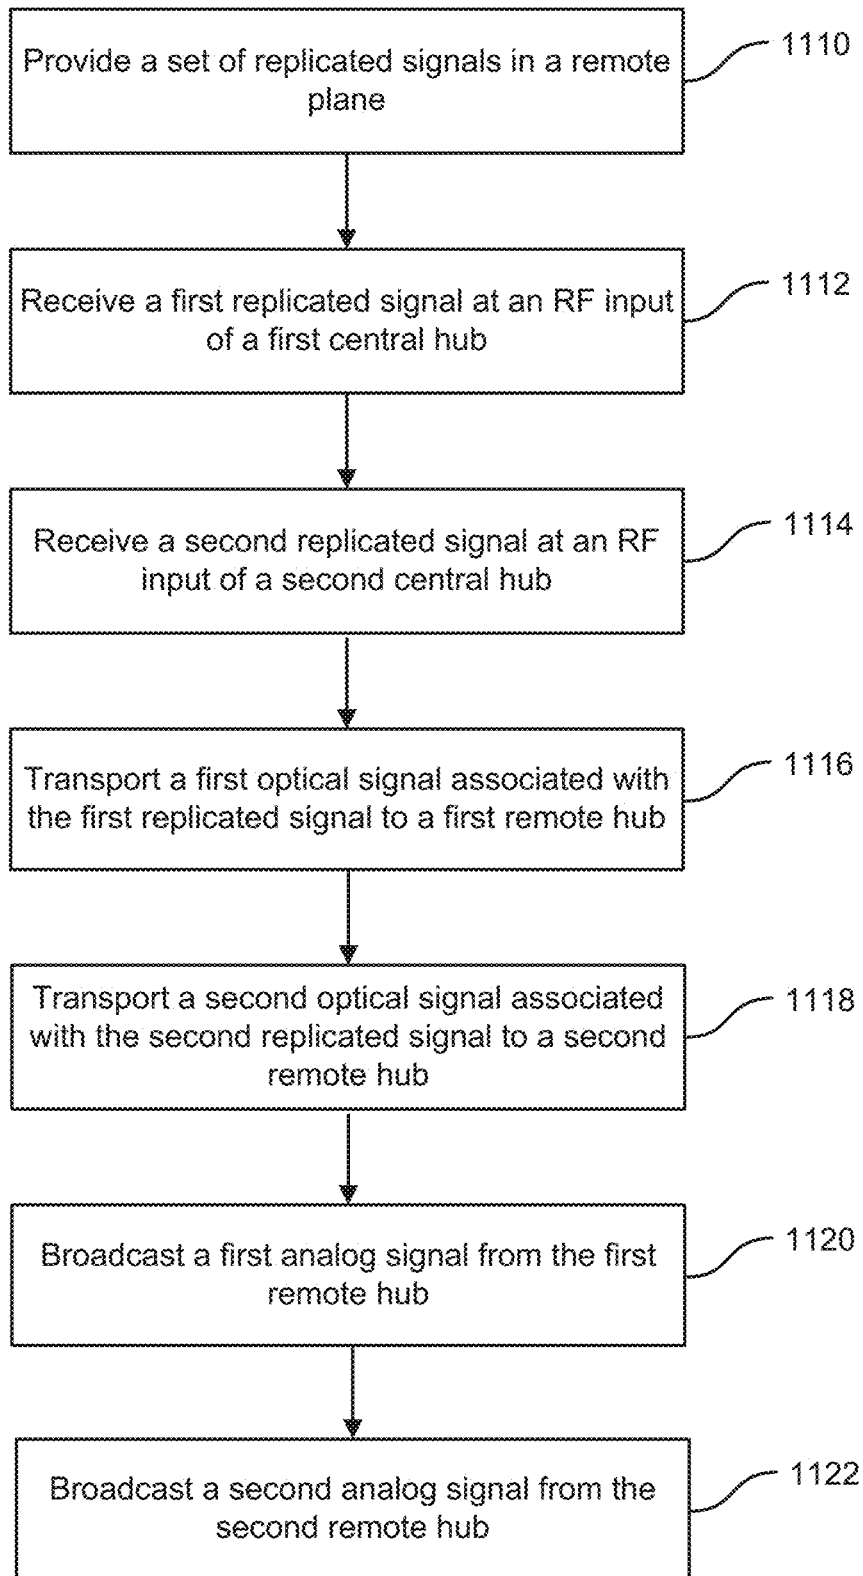 Provide a set of replicated signals in a remote
plane
1110
Receive a first replicated signal at an RF input
of a first central hub
1112
Receive a second replicated signal at an RF
input of a second central hub
1114
Transport a first optical signal associated with
the first replicated signal to a first remote hub
1116
Transport a second optical signal associated
with the second replicated signal to a second
remote hub
1118
Broadcast a first analog signal from the first
remote hub
1120
Broadcast a second analog signal from the
second remote hub
1122